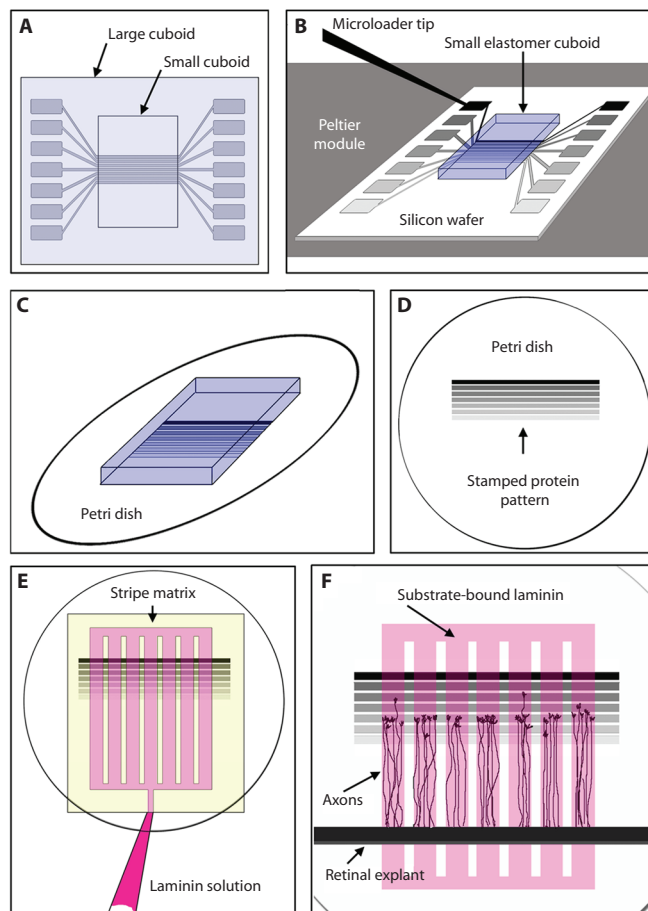 A
Large cuboid
Small cuboid
B
Microloader tip
Small elastomer cuboid
Peltier
module
Silicon wafer
C
Petri dish
D
Petri dish
Stamped protein
pattern
E
Stripe matrix
Laminin solution
F
Substrate-bound laminin
Axons
Retinal explant